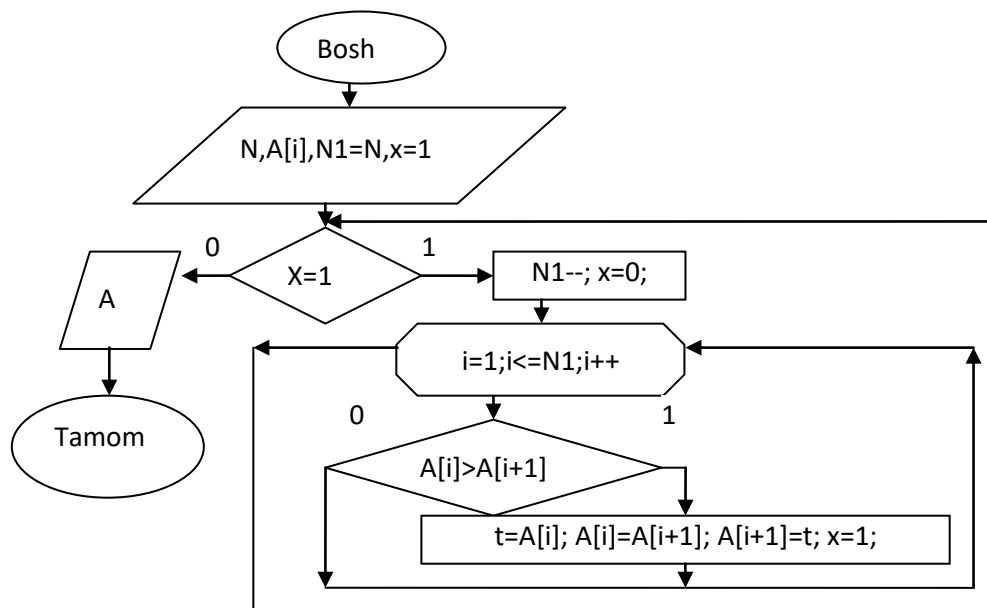 Bosh
N,A[i],N1=N,x=1
0
1
X=1
N1--; x=0;
A
i=1;i<=N1;i++
0
1
Tamom
A[i]>A[i+1]
t=A[i]; A[i]=A[i+1]; A[i+1]=t; x=1;